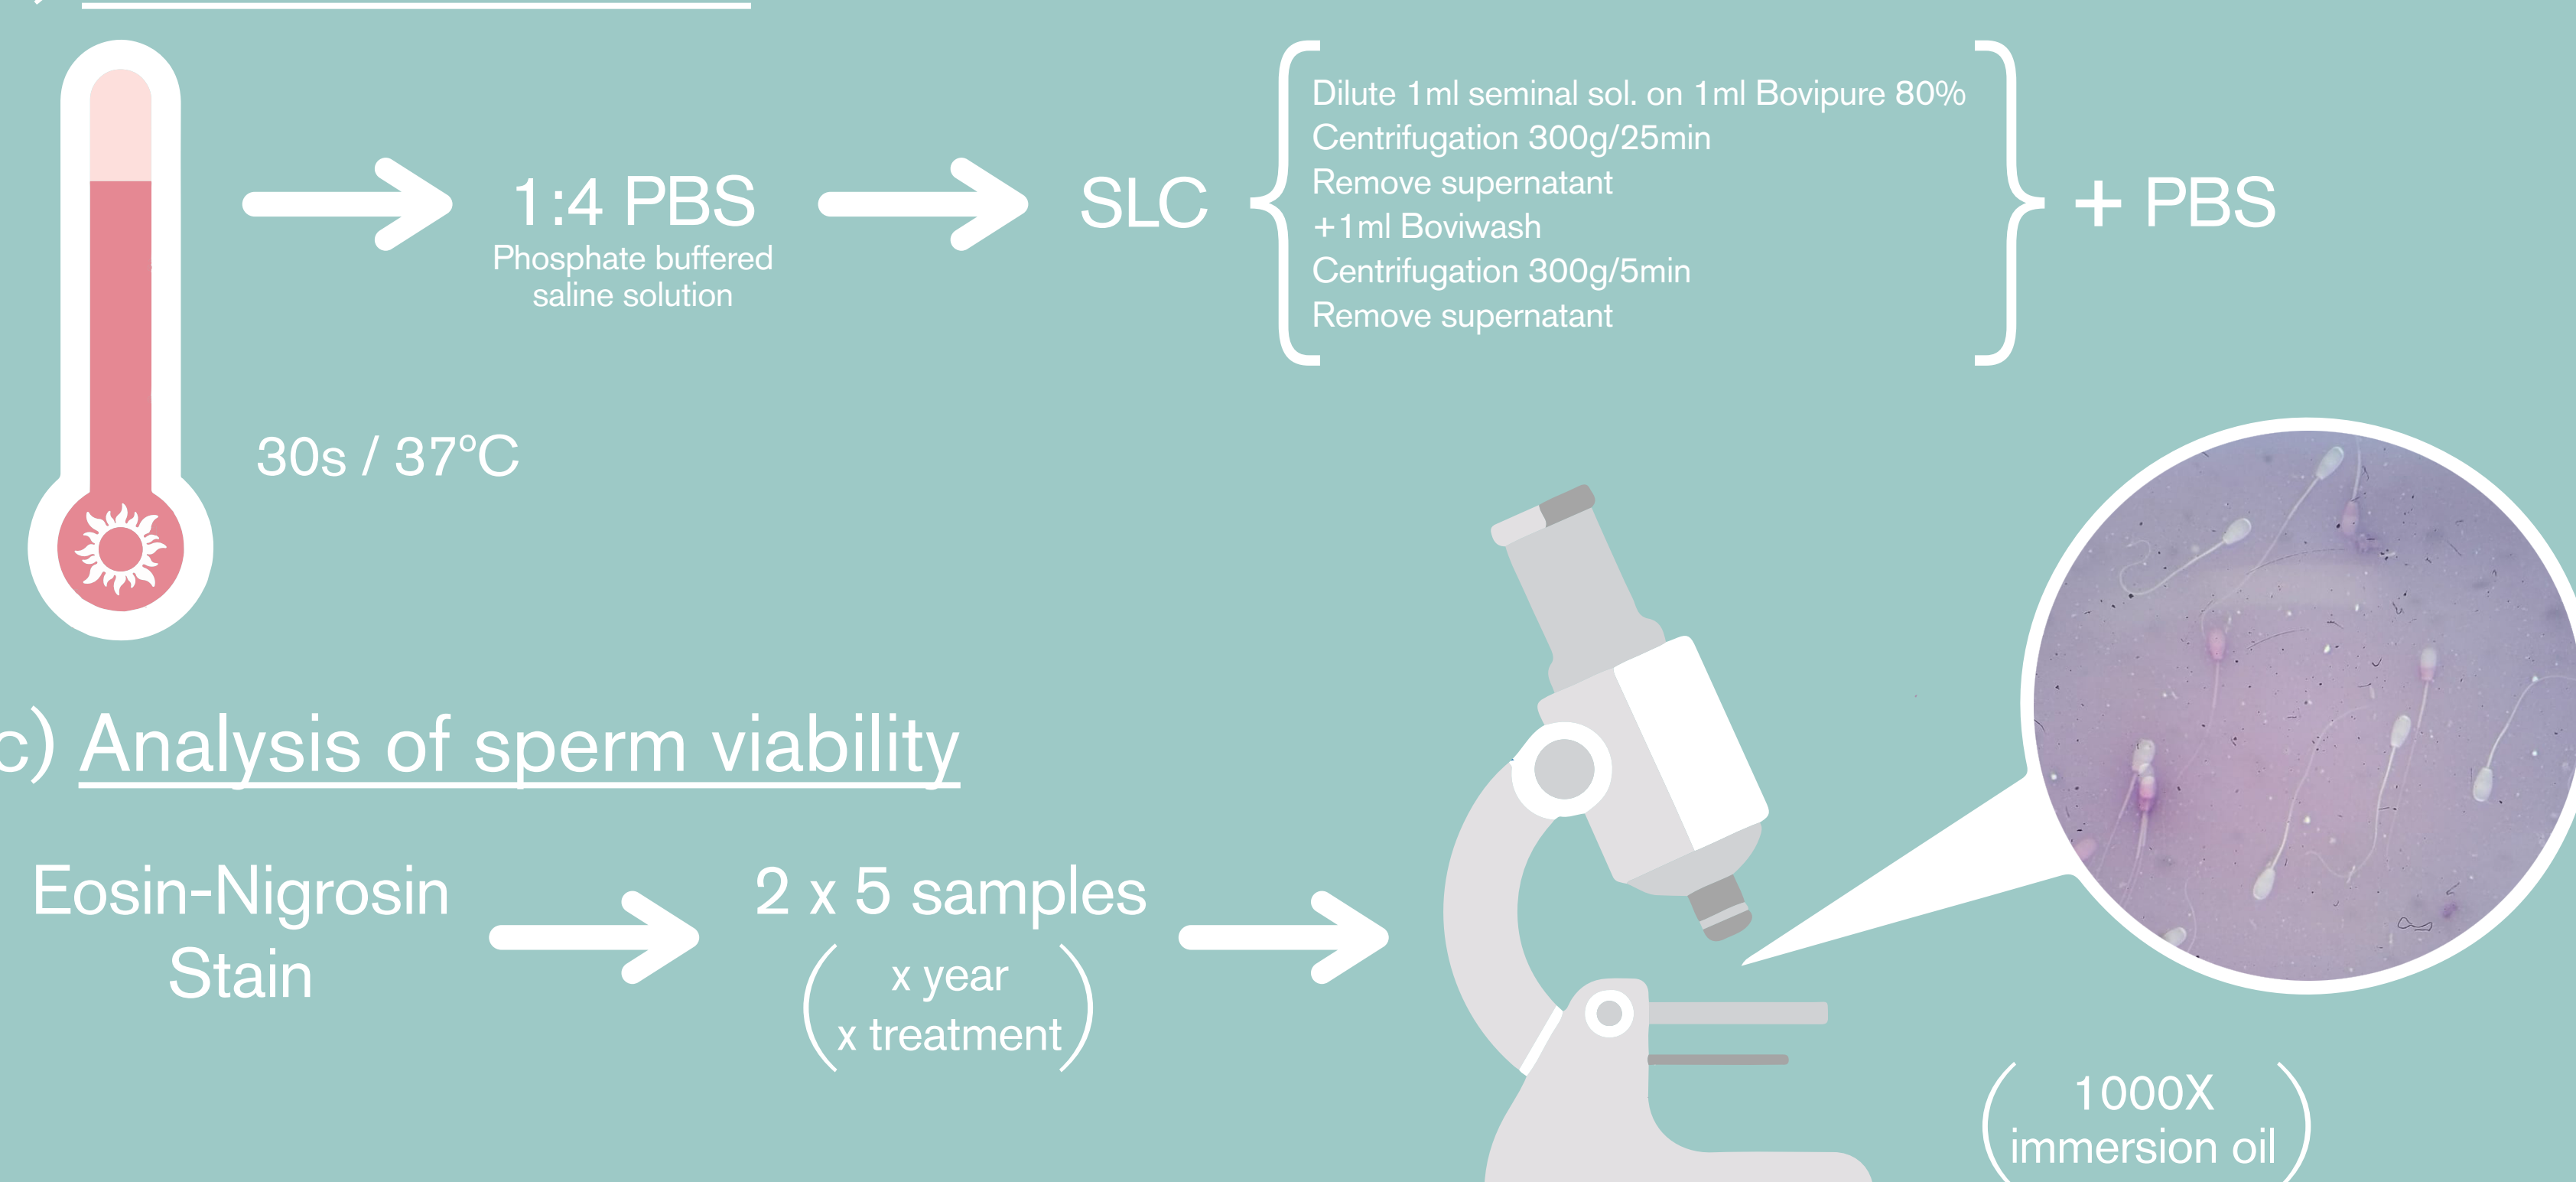 1:4 PBS
Phosphate buffered
saline solution
SLC
Dilute 1ml seminal sol. on 1ml Bovipure 80%
Centrifugation 300g/25min
Remove supernatant
+1ml Boviwash
Centrifugation 300g/5min
Remove supernatant
+ PBS
30s / 37ºC
c) Analysis of sperm viability
Eosin-Nigrosin
Stain
2 x 5 samples
(x year
x treatment)
(1000X
immersion oil)